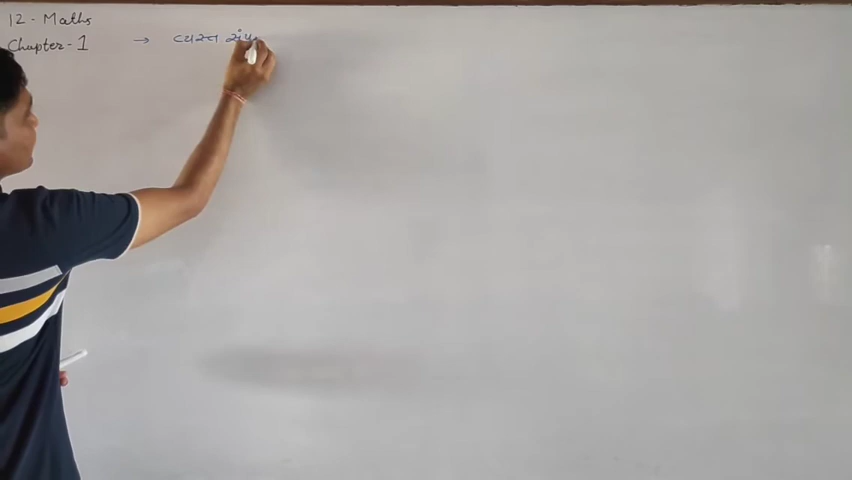 12 - Maths
Chapter - 1 →